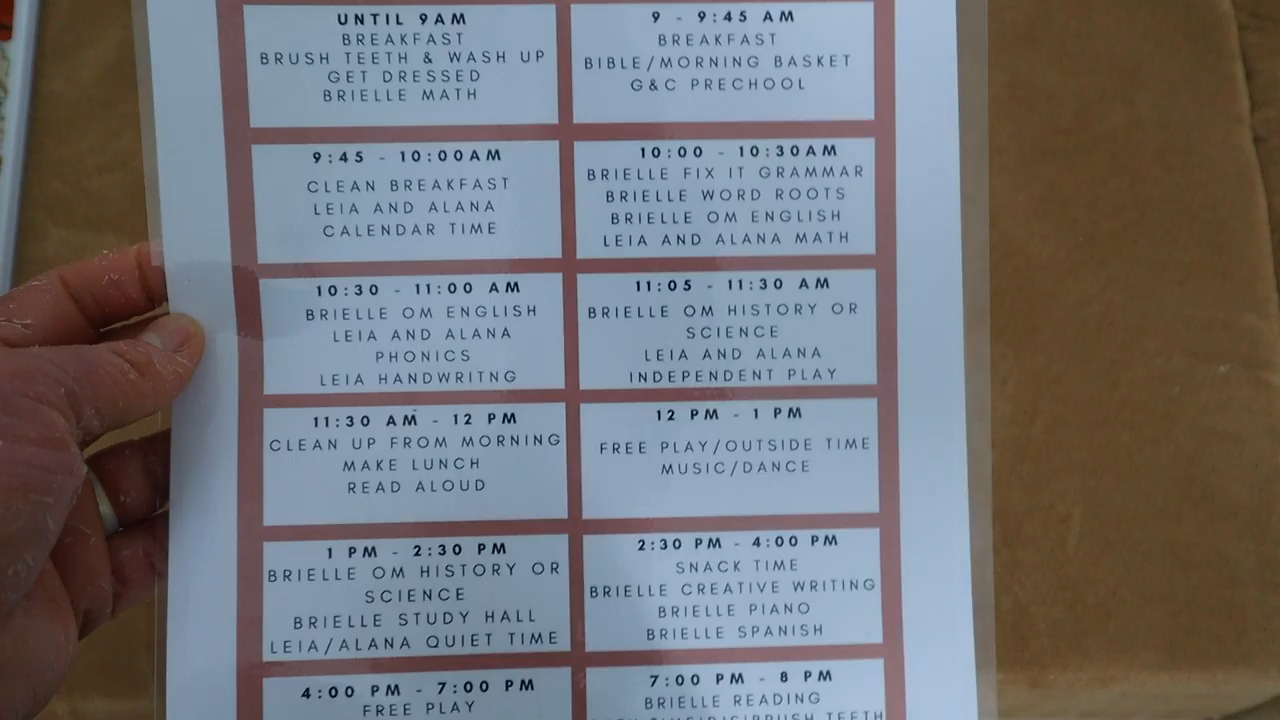 UNTIL 9AM
BREAKFAST
BRUSH TEETH & WASH UP
GET DRESSED
BRIELLE MATH
9 - 9:45 AM
BREAKFAST
BIBLE/MORNING BASKET
G&C PRECHOOL
9:45 - 10:00AM
CLEAN BREAKFAST
LEIA AND ALANA
CALENDAR TIME
10:00 - 10:30AM
BRIELLE FIX IT GRAMMAR
BRIELLE WORD ROOTS
BRIELLE OM ENGLISH
LEIA AND ALANA MATH
10:30 - 11:00 AM
BRIELLE OM ENGLISH
LEIA AND ALANA
PHONICS
LEIA HANDWRITNG
11:05 - 11:30 AM
BRIELLE OM HISTORY OR
SCIENCE
LEIA AND ALANA
INDEPENDENT PLAY
11:30 AM - 12 PM
CLEAN UP FROM MORNING
MAKE LUNCH
READ ALOUD
12 PM - 1 PM
FREE PLAY/OUTSIDE TIME
MUSIC/DANCE
1 PM - 2:30 PM
BRIELLE OM HISTORY OR
SCIENCE
BRIELLE STUDY HALL
LEIA/ALANA QUIET TIME
2:30 PM - 4:00 PM
SNACK TIME
BRIELLE CREATIVE WRITING
BRIELLE PIANO
BRIELLE SPANISH
4:00 PM - 7:00 PM
FREE PLAY
7:00 PM - 8 PM
BRIELLE READING
TEETH